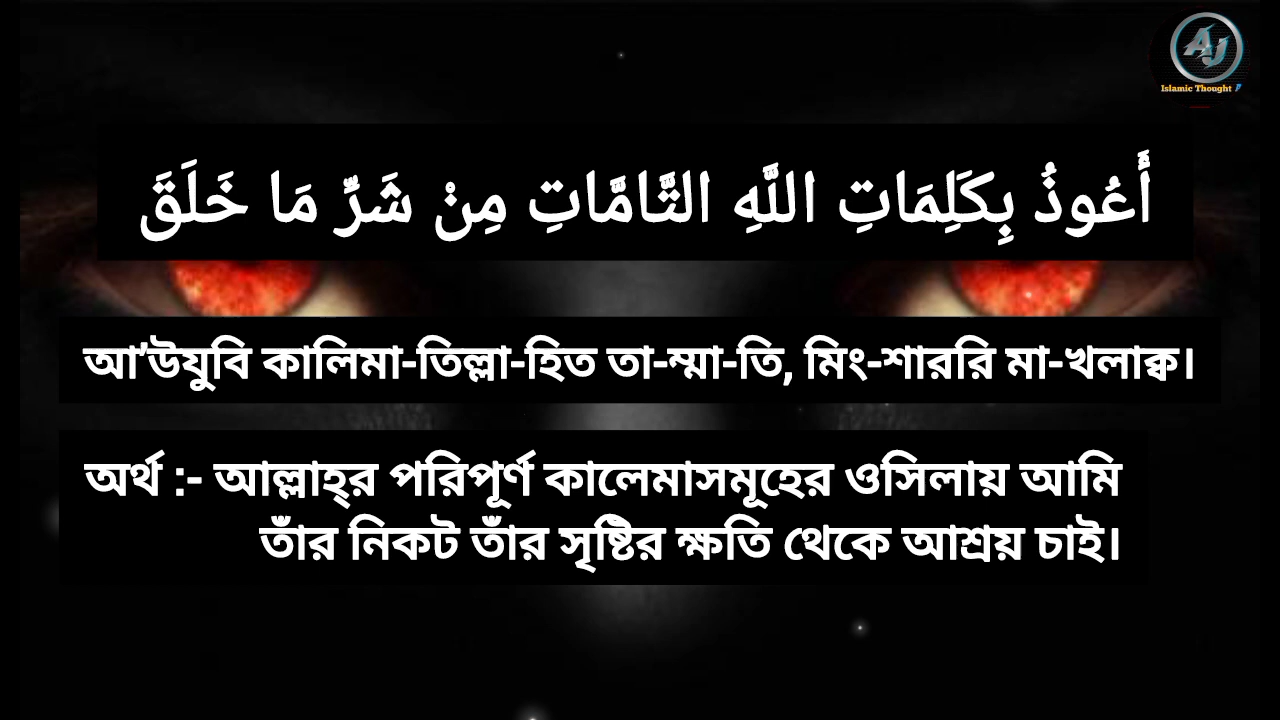 AJ
Islamic Thought
أَعُوذُ بِكَلِمَاتِ اللَّهِ التَّامَّاتِ مِنْ شَرِّ مَا خَلَقَ
আ’উযুবি কালিমা-তিল্লা-হিত তা-ম্মা-তি, মিং-শাররি মা-খলাক্ব।
অর্থ :- আল্লাহ্‌র পরিপূর্ণ কালেমাসমূহের ওসিলায় আমি
তাঁর নিকট তাঁর সৃষ্টির ক্ষতি থেকে আশ্রয় চাই।